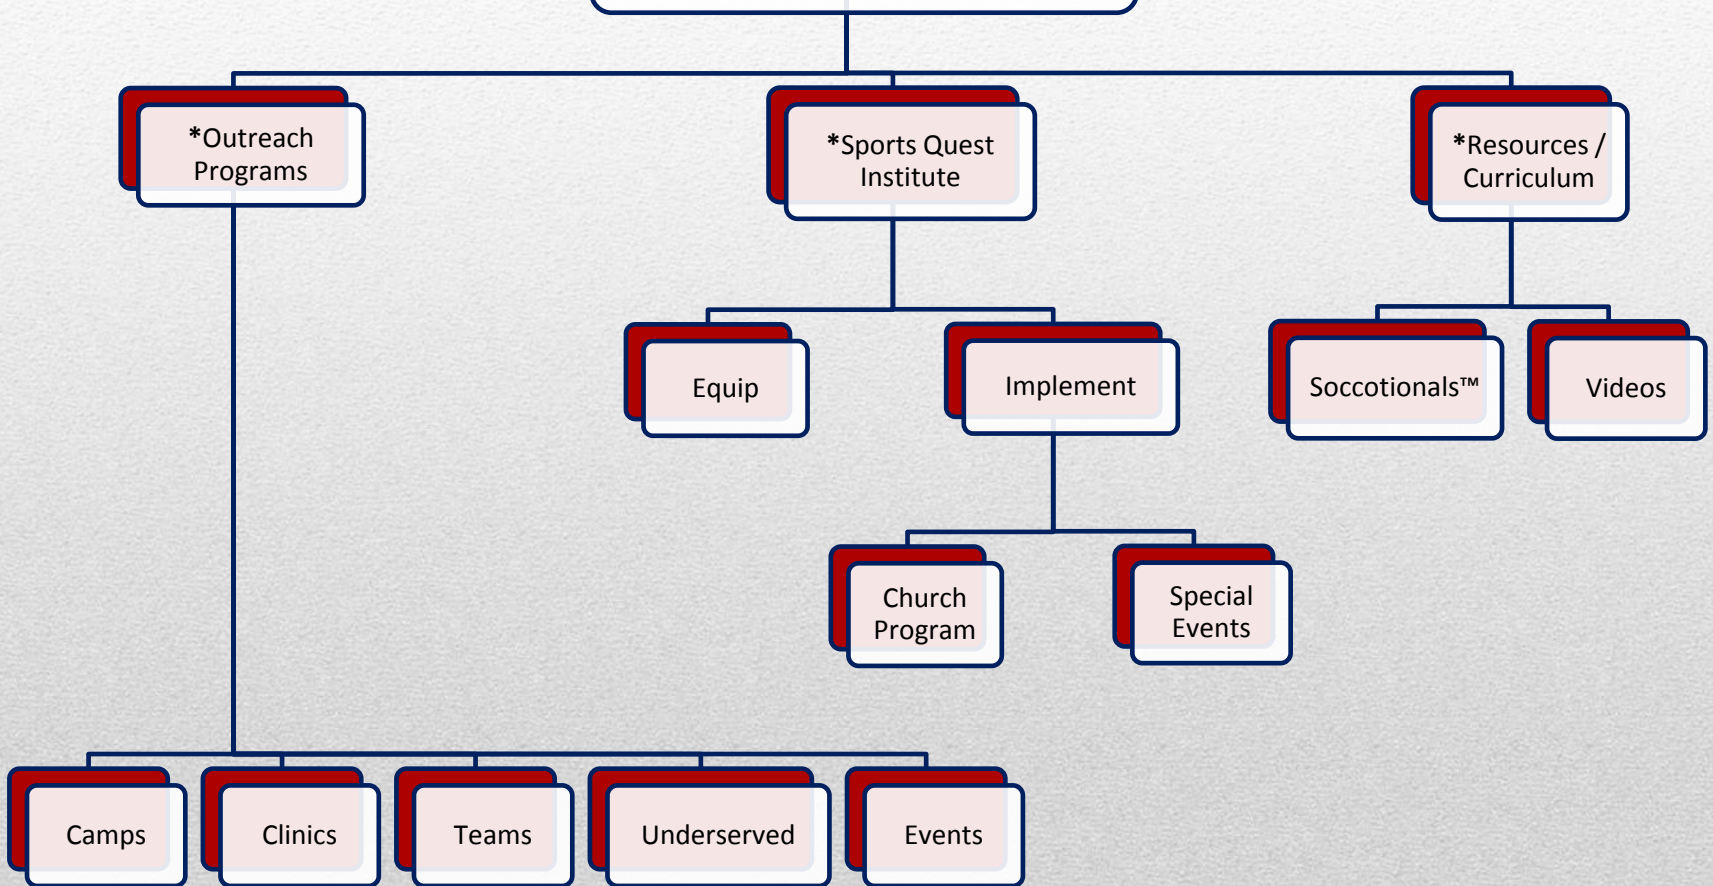 *Outreach
Programs
*Sports Quest
Institute
*Resources /
Curriculum
Equip
Implement
Soccotionals™
Videos
Church
Program
Special
Events
Camps
Clinics
Teams
Underserved
Events